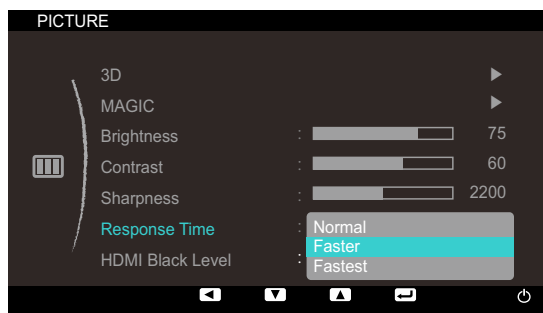 PICTURE
3D
MAGIC
Brightness : 75
Contrast : 60
Sharpness : 2200
Response Time : Normal
Faster
HDMI Black Level : Fastest